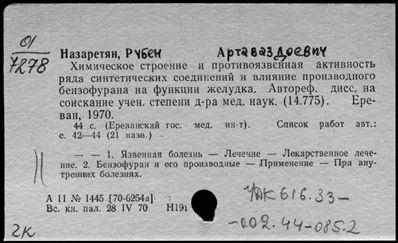 01
7278
Назаретян, Рубен Артаваздович
Химическое строение и противоязвенная активность
ряда синтетических соединений и влияние производного
бензофурана на функции желудка. Автореф. дисс. на
соискание учен. степени д-ра мед. наук. (14.775). Ере-
ван, 1970.
44 с. (Ереванский гос. мед. ин-т). Список работ авт.:
с. 42—44 (21 назв.)
— — 1. Язвенная болезнь — Лечение — Лекарственное лече-
ние. 2. Бензофуран и его производные — Применение — При вну-
тренних болезнях.
А II № 1445 [70-6254а]
Вс. кн. пал. 28 IV 70 Н191
УДК 616.33-
-002.44-085.2
2к